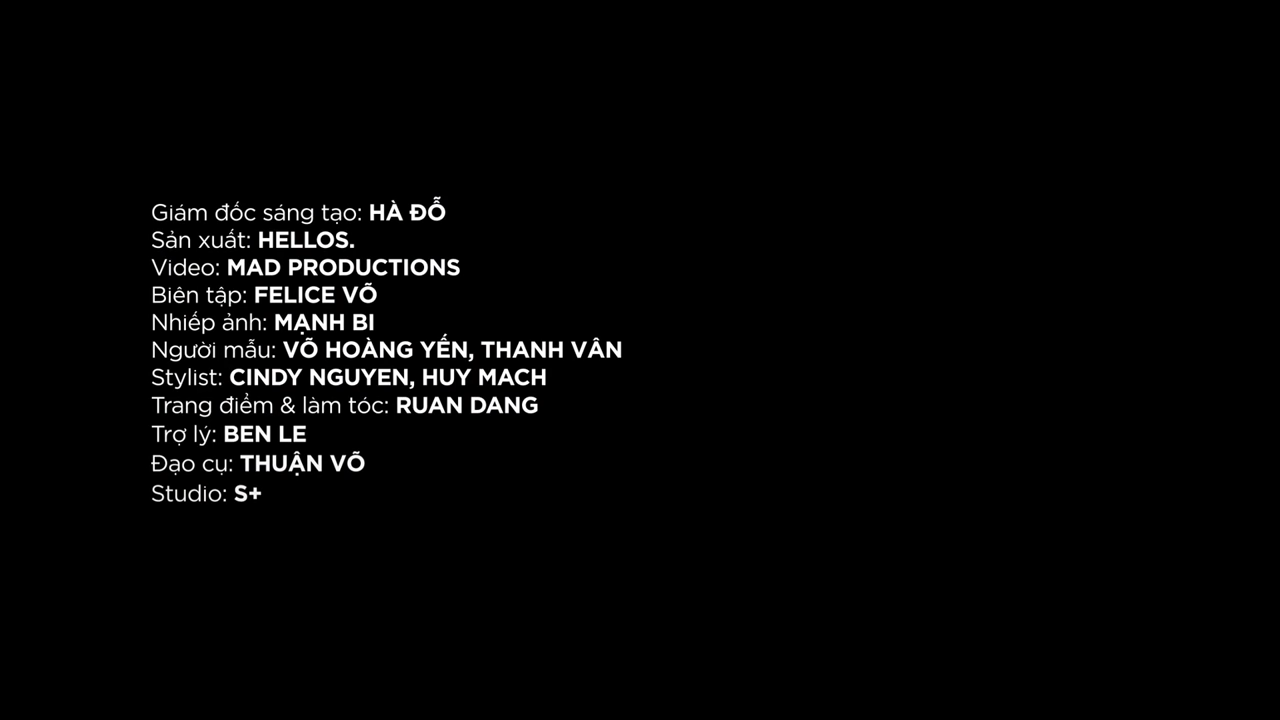 Giám đốc sáng tạo: HÀ ĐỖ
Sản xuất: HELLOS.
Video: MAD PRODUCTIONS
Biên tập: FELICE VÕ
Nhiếp ảnh: MẠNH BI
Người mẫu: VÕ HOÀNG YẾN, THANH VÂN
Stylist: CINDY NGUYEN, HUY MACH
Trang điểm & làm tóc: RUAN DANG
Trợ lý: BEN LE
Đạo cụ: THUẬN VÕ
Studio: S+